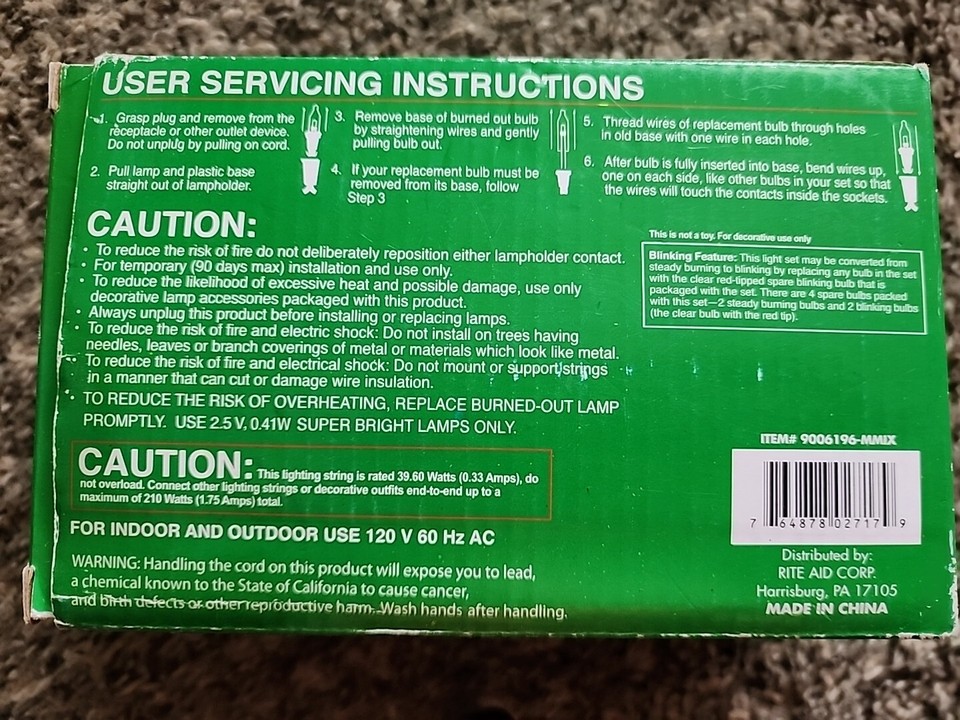 USER SERVICING INSTRUCTIONS
1. Grasp plug and remove from the
receptacle or other outlet device.
Do not unplug by pulling on cord.
2. Pull lamp and plastic base
straight out of lampholder.
3. Remove base of burned out bulb
by straightening wires and gently
pulling bulb out.
4. If your replacement bulb must be
removed from its base, follow
Step 3
5. Thread wires of replacement bulb through holes
in old base with one wire in each hole.
6. After bulb is fully inserted into base, bend wires up,
one on each side, like other bulbs in your set so that
the wires will touch the contacts inside the sockets.
CAUTION:
• To reduce the risk of fire do not deliberately reposition either lampholder contact.
• For temporary (90 days max) installation and use only.
• To reduce the likelihood of excessive heat and possible damage, use only
decorative lamp accessories packaged with this product.
• Always unplug this product before installing or replacing lamps.
• To reduce the risk of fire and electric shock: Do not install on trees having
needles, leaves or branch coverings of metal or materials which look like metal.
• To reduce the risk of fire and electrical shock: Do not mount or support strings
in a manner that can cut or damage wire insulation.
• TO REDUCE THE RISK OF OVERHEATING, REPLACE BURNED-OUT LAMP
PROMPTLY. USE 2.5 V, 0.41W SUPER BRIGHT LAMPS ONLY.
This is not a toy. For decorative use only
Blinking Feature: This light set may be converted from
steady burning to blinking by replacing any bulb in the set
with the clear red-tipped spare blinking bulb that is
packaged with the set. There are 4 spare bulbs packed
with this set—2 steady burning bulbs and 2 blinking bulbs
(the clear bulb with the red tip).
CAUTION: This lighting string is rated 39.60 Watts (0.33 Amps), do
not overload. Connect other lighting strings or decorative outfits end-to-end up to a
maximum of 210 Watts (1.75 Amps) total.
FOR INDOOR AND OUTDOOR USE 120 V 60 Hz AC
WARNING: Handling the cord on this product will expose you to lead,
a chemical known to the State of California to cause cancer,
and birth defects or other reproductive harm. Wash hands after handling.
ITEM# 9006196-MMIX
7 64878 02717 9
Distributed by:
RITE AID CORP.
Harrisburg, PA 17105
MADE IN CHINA